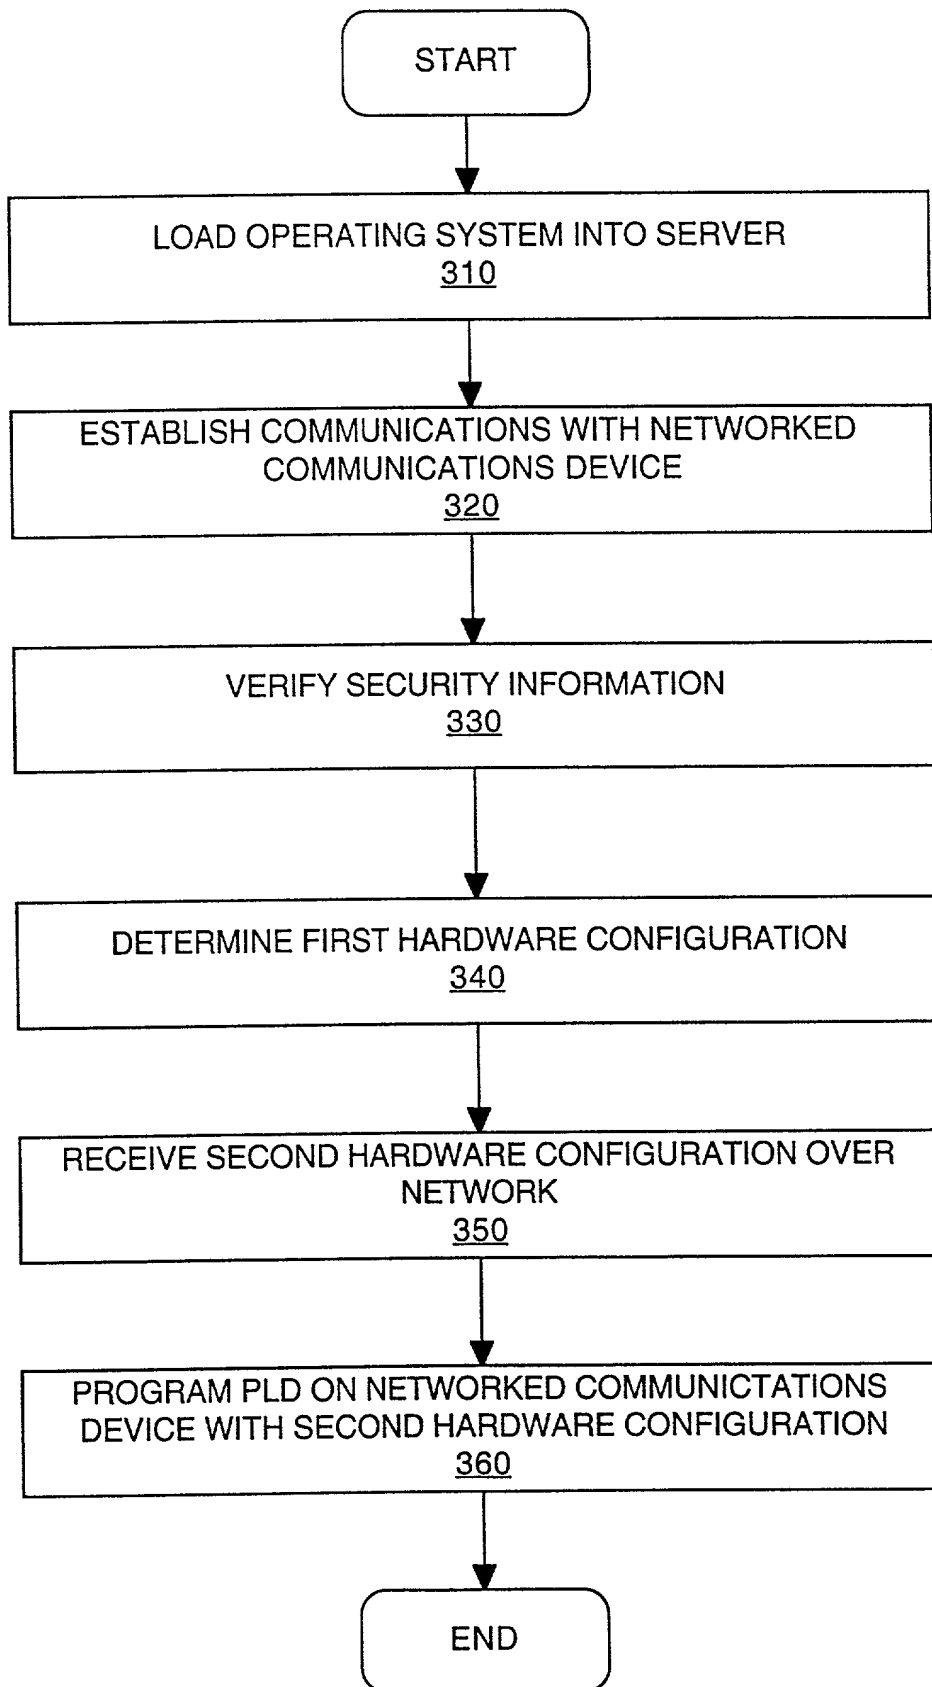 START
LOAD OPERATING SYSTEM INTO SERVER
310
ESTABLISH COMMUNICATIONS WITH NETWORKED
COMMUNICATIONS DEVICE
320
VERIFY SECURITY INFORMATION
330
DETERMINE FIRST HARDWARE CONFIGURATION
340
RECEIVE SECOND HARDWARE CONFIGURATION OVER
NETWORK
350
PROGRAM PLD ON NETWORKED COMMUNICTATIONS
DEVICE WITH SECOND HARDWARE CONFIGURATION
360
END